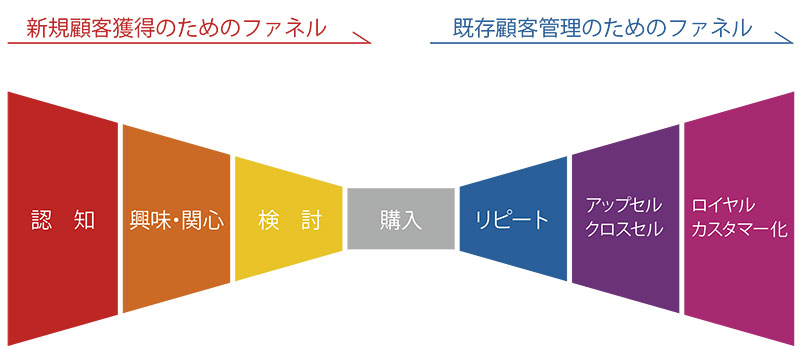 新規顧客獲得のためのファネル
既存顧客管理のためのファネル
認　知
興味・関心
検　討
購入
リピート
アップセル
クロスセル
ロイヤル
カスタマー化